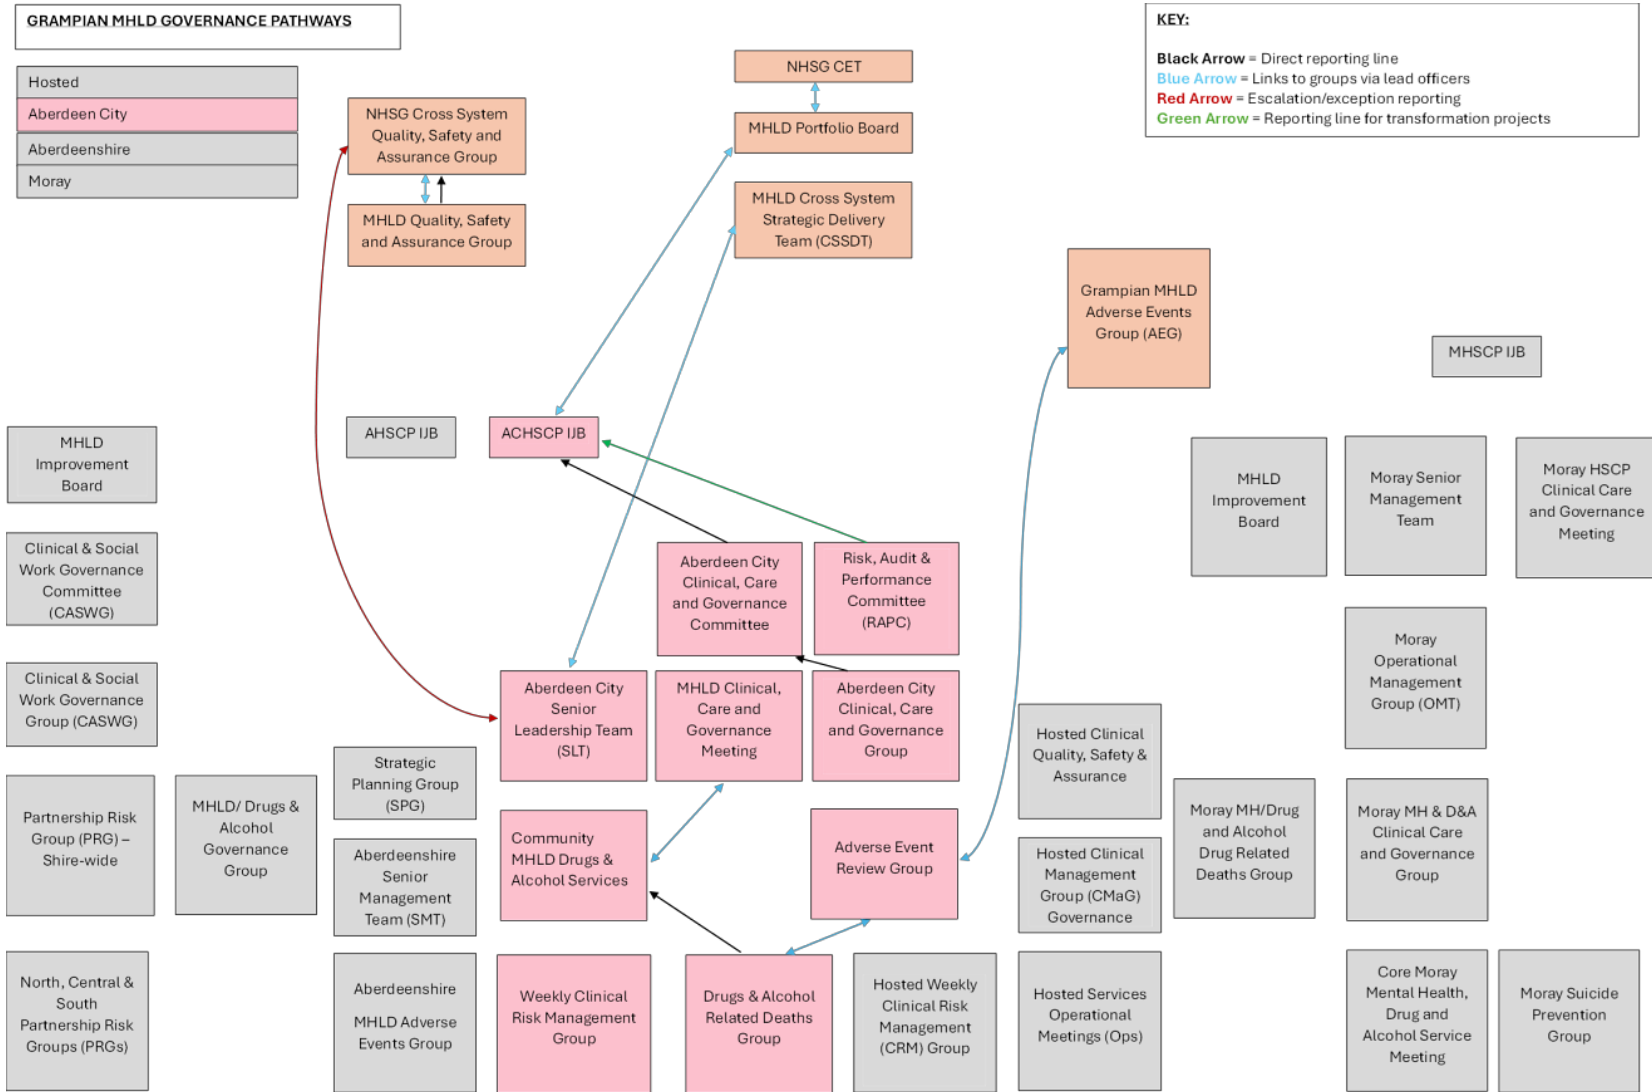 GRAMPIAN MHLD GOVERNANCE PATHWAYS
Hosted
Aberdeen City
Aberdeenshire
Moray
KEY:
Black Arrow = Direct reporting line
Blue Arrow = Links to groups via lead officers
Red Arrow = Escalation/exception reporting
Green Arrow = Reporting line for transformation projects
NHSG CET
MHLD Portfolio Board
NHSG Cross System
Quality, Safety and
Assurance Group
MHLD Quality, Safety
and Assurance Group
MHLD Cross System
Strategic Delivery
Team (CSSDT)
Grampian MHLD
Adverse Events
Group (AEG)
MHSCP IJB
AHSCP IJB
ACHSCP IJB
MHLD
Improvement
Board
MHLD
Improvement
Board
Moray Senior
Management
Team
Moray HSCP
Clinical Care
and Governance
Meeting
Clinical & Social
Work Governance
Committee
(CASWG)
Aberdeen City
Clinical, Care
and Governance
Committee
Risk, Audit &
Performance
Committee
(RAPC)
Moray
Operational
Management
Group (OMT)
Clinical & Social
Work Governance
Group (CASWG)
Aberdeen City
Senior
Leadership Team
(SLT)
MHLD Clinical,
Care and
Governance
Meeting
Aberdeen City
Clinical, Care
and Governance
Group
Hosted Clinical
Quality, Safety &
Assurance
Strategic
Planning Group
(SPG)
Partnership Risk
Group (PRG) –
Shire-wide
MHLD/ Drugs &
Alcohol
Governance
Group
Aberdeenshire
Senior
Management
Team (SMT)
Community
MHLD Drugs &
Alcohol Services
Adverse Event
Review Group
Hosted Clinical
Management
Group (CMaG)
Governance
Moray MH/Drug
and Alcohol
Drug Related
Deaths Group
Moray MH & D&A
Clinical Care
and Governance
Group
North, Central &
South
Partnership Risk
Groups (PRGs)
Aberdeenshire
MHLD Adverse
Events Group
Weekly Clinical
Risk Management
Group
Drugs & Alcohol
Related Deaths
Group
Hosted Weekly
Clinical Risk
Management
(CRM) Group
Hosted Services
Operational
Meetings (Ops)
Core Moray
Mental Health,
Drug and
Alcohol Service
Meeting
Moray Suicide
Prevention
Group